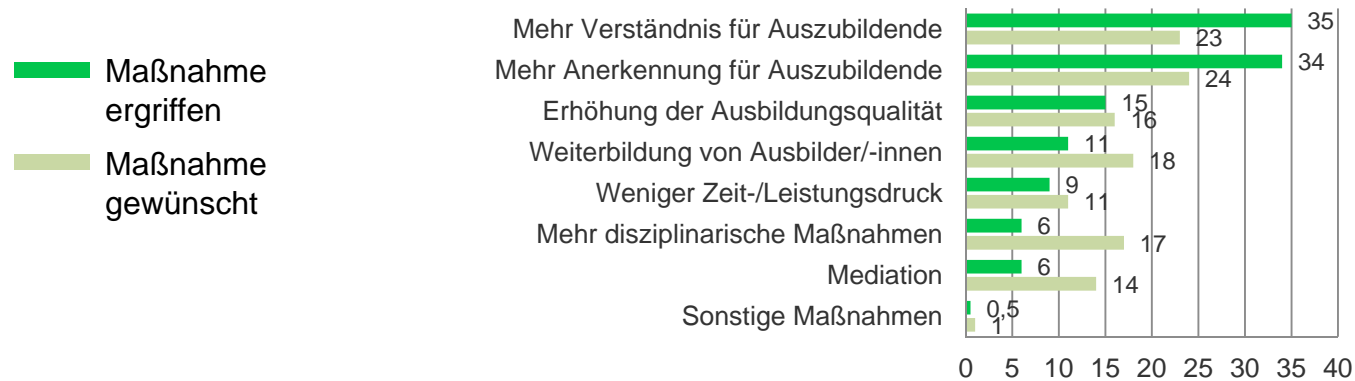 Maßnahme
ergriffen
Maßnahme
gewünscht
Mehr Verständnis für Auszubildende
35
23
Mehr Anerkennung für Auszubildende
34
24
Erhöhung der Ausbildungsqualität
15
16
Weiterbildung von Ausbilder/-innen
11
18
Weniger Zeit-/Leistungsdruck
9
11
Mehr disziplinarische Maßnahmen
6
17
Mediation
6
14
Sonstige Maßnahmen
0,5
1
0 5 10 15 20 25 30 35 40